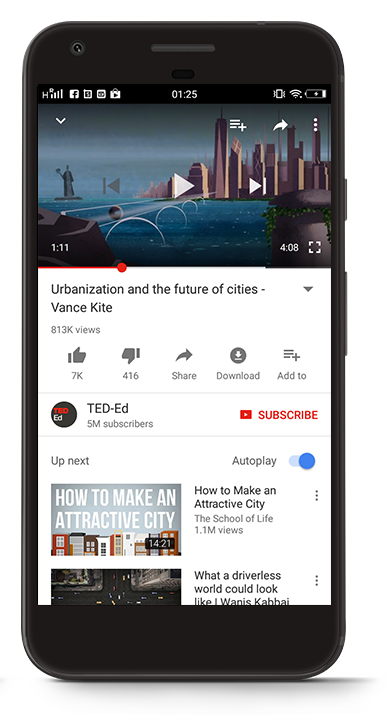 01:25
1:11
4:08
Urbanization and the future of cities -
Vance Kite
813K views
7K
416
Share
Download
Add to
TED
Ed
TED-Ed
5M subscribers
SUBSCRIBE
Up next
Autoplay
HOW TO MAKE AN
ATTRACTIVE CITY
14:21
How to Make an
Attractive City
The School of Life
1.1M views
What a driverless
world could look
like | Wanis Kabbaj